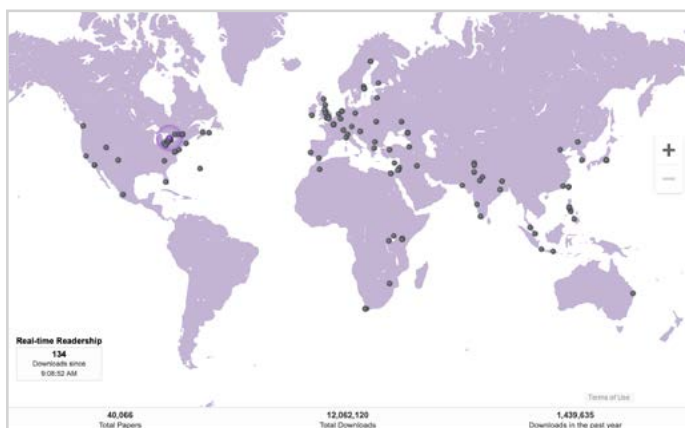 +
−
Real-time Readership
134
Downloads since
9:08:52 AM
Terms of Use
40,066
Total Papers
12,062,120
Total Downloads
1,439,635
Downloads in the past year